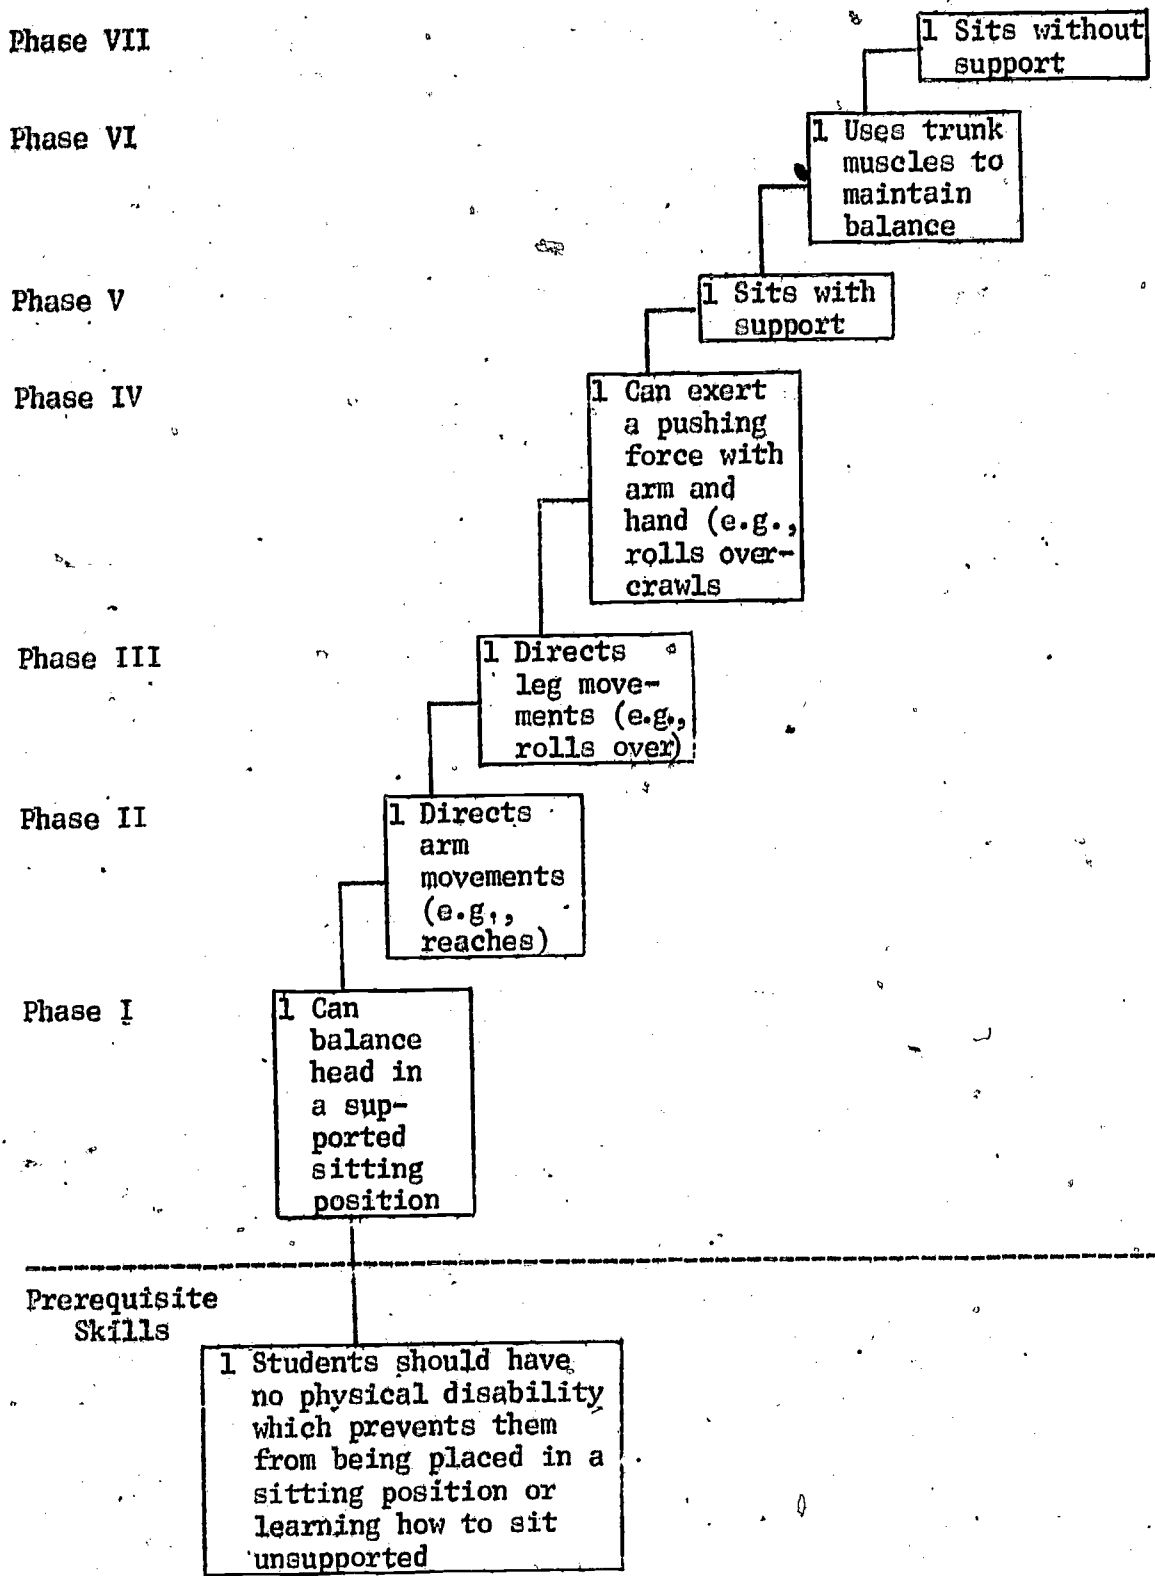 Phase VII
1 Sits without
support
Phase VI
1 Uses trunk
muscles to
maintain
balance
Phase V
1 Sits with
support
Phase IV
1 Can exert
a pushing
force with
arm and
hand (e.g.,
rolls over-
crawls
Phase III
1 Directs
leg move-
ments (e.g.,
rolls over)
Phase II
1 Directs
arm
movements
(e.g.,
reaches)
Phase I
1 Can
balance
head in
a sup-
ported
sitting
position
Prerequisite
Skills
1 Students should have
no physical disability
which prevents them
from being placed in a
sitting position or
learning how to sit
unsupported